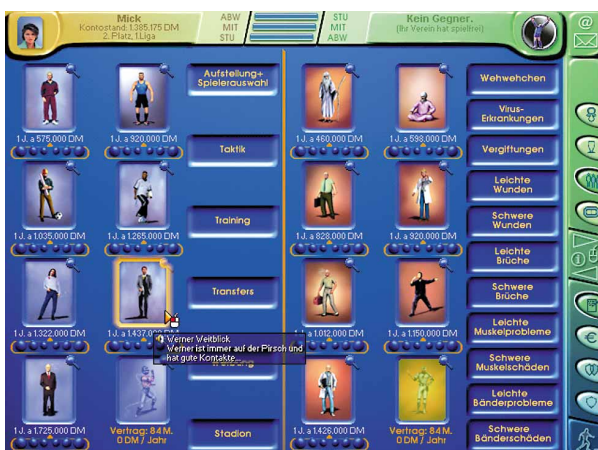 Mick
Kontostand: 1.385.175 DM
2. Platz, 1.Liga
ABW
MIT
STU
STU
MIT
ABW
Kein Gegner.
(Ihr Verein hat spielfrei)
@
1 J. a 575.000 DM
1 J. a 920.000 DM
Aufstellung+
Spielerauswahl
1 J. a 460.000 DM
1 J. a 598.000 DM
Wehwehchen
Virus-
Erkrankungen
Taktik
Vergiftungen
1 J. a 1.035.000 DM
1 J. a 1.265.000 DM
Training
1 J. a 828.000 DM
1 J. a 920.000 DM
Leichte
Wunden
Schwere
Wunden
Leichte
Brüche
1 J. a 1.322.000 DM
1 J. a 1.437.000
Transfers
1 J. a 1.012.000 DM
1 J. a 1.150.000 DM
Schwere
Brüche
Leichte
Muskelprobleme
Werner Weitblick
Werner ist immer auf der Pirsch und
hat gute Kontakte
Werbung
Schwere
Muskelschäden
Leichte
Bänderprobleme
1 J. a 1.725.000 DM
Vertrag: 84 M.
0 DM / Jahr
Stadion
1 J. a 1.426.000 DM
Vertrag: 84 M.
0 DM / Jahr
Schwere
Bänderschäden